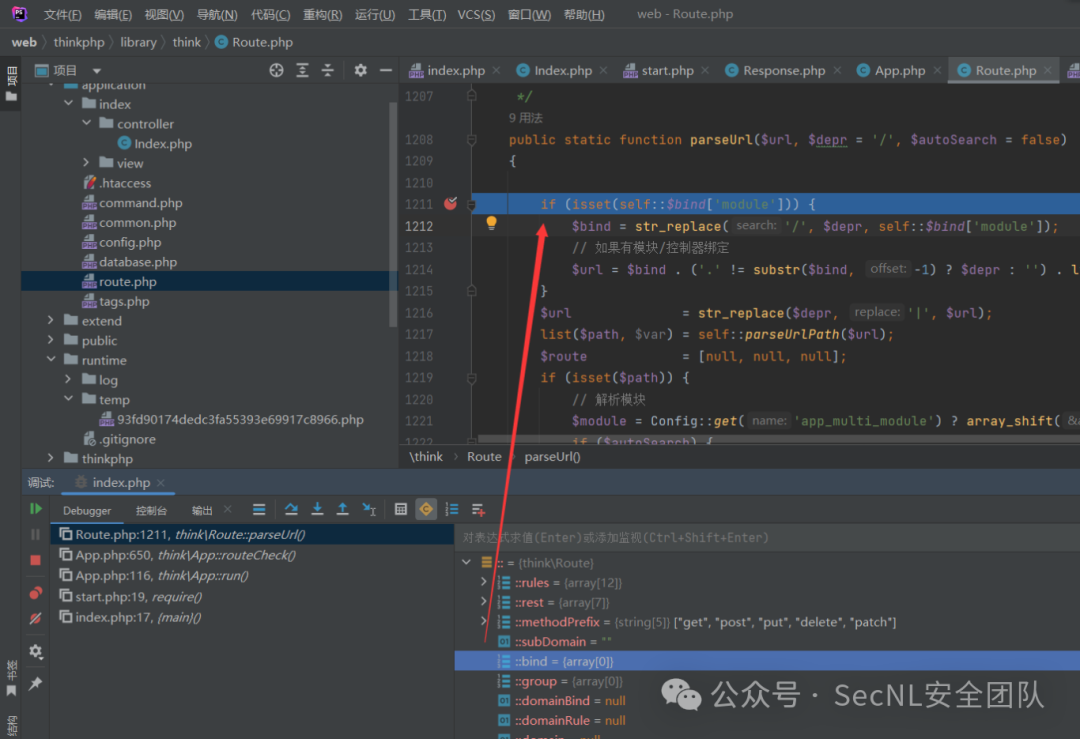 PS 文件(F) 编辑(E) 视图(V) 导航(N) 代码(C) 重构(R) 运行(U) 工具(T) VCS(S) 窗口(W) 帮助(H) web - Route.php
web thinkphp library think Route.php
项目
项目
index.php Index.php start.php Response.php App.php Route.php
application
index
controller
Index.php
view
.htaccess
command.php
common.php
config.php
database.php
route.php
tags.php
extend
public
runtime
log
temp
93fd90174dedc3fa55393e69917c8966.php
.gitignore
thinkphp
1207 */
9 用法
1208 public static function parseUrl($url, $depr = '/', $autoSearch = false)
1209 {
1210
1211 if (isset(self::$bind['module'])) {
1212 $bind = str_replace( search: '/', $depr, self::$bind['module']);
1213 // 如果有模块/控制器绑定
1214 $url = $bind . ('.' != substr($bind, offset: -1) ? $depr : '') . l
1215 }
1216 $url = str_replace($depr, replace: '|', $url);
1217 list($path, $var) = self::parseUrlPath($url);
1218 $route = [null, null, null];
1219 if (isset($path)) {
1220 // 解析模块
1221 $module = Config::get( name: 'app_multi_module') ? array_shift( &a
1222 if ($autoSearch) {
\think Route parseUrl()
调试: index.php
Debugger 控制台 输出
Route.php:1211, think\Route::parseUrl()
App.php:650, think\App::routeCheck()
App.php:116, think\App::run()
start.php:19, require()
index.php:17, {main}()
对表达式求值(Enter)或添加监视(Ctrl+Shift+Enter)
:: = {think\Route}
::rules = {array[12]}
::rest = {array[7]}
::methodPrefix = {string[5]} ["get", "post", "put", "delete", "patch"]
::subDomain = ""
::bind = {array[0]}
::group = {array[0]}
::domainBind = null
::domainRule = null
::domain = null
书签
结构
公众号 · SecNL安全团队